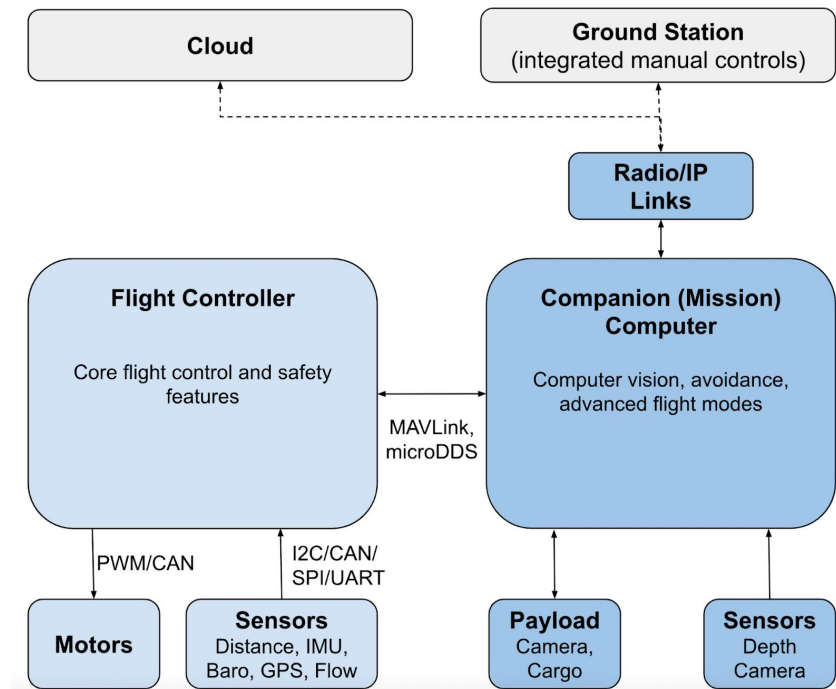 Cloud
Ground Station
(integrated manual controls)
Radio/IP
Links
Flight Controller
Core flight control and safety
features
Companion (Mission)
Computer
Computer vision, avoidance,
advanced flight modes
MAVLink,
microDDS
PWM/CAN
I2C/CAN/
SPI/UART
Motors
Sensors
Distance, IMU,
Baro, GPS, Flow
Payload
Camera,
Cargo
Sensors
Depth
Camera